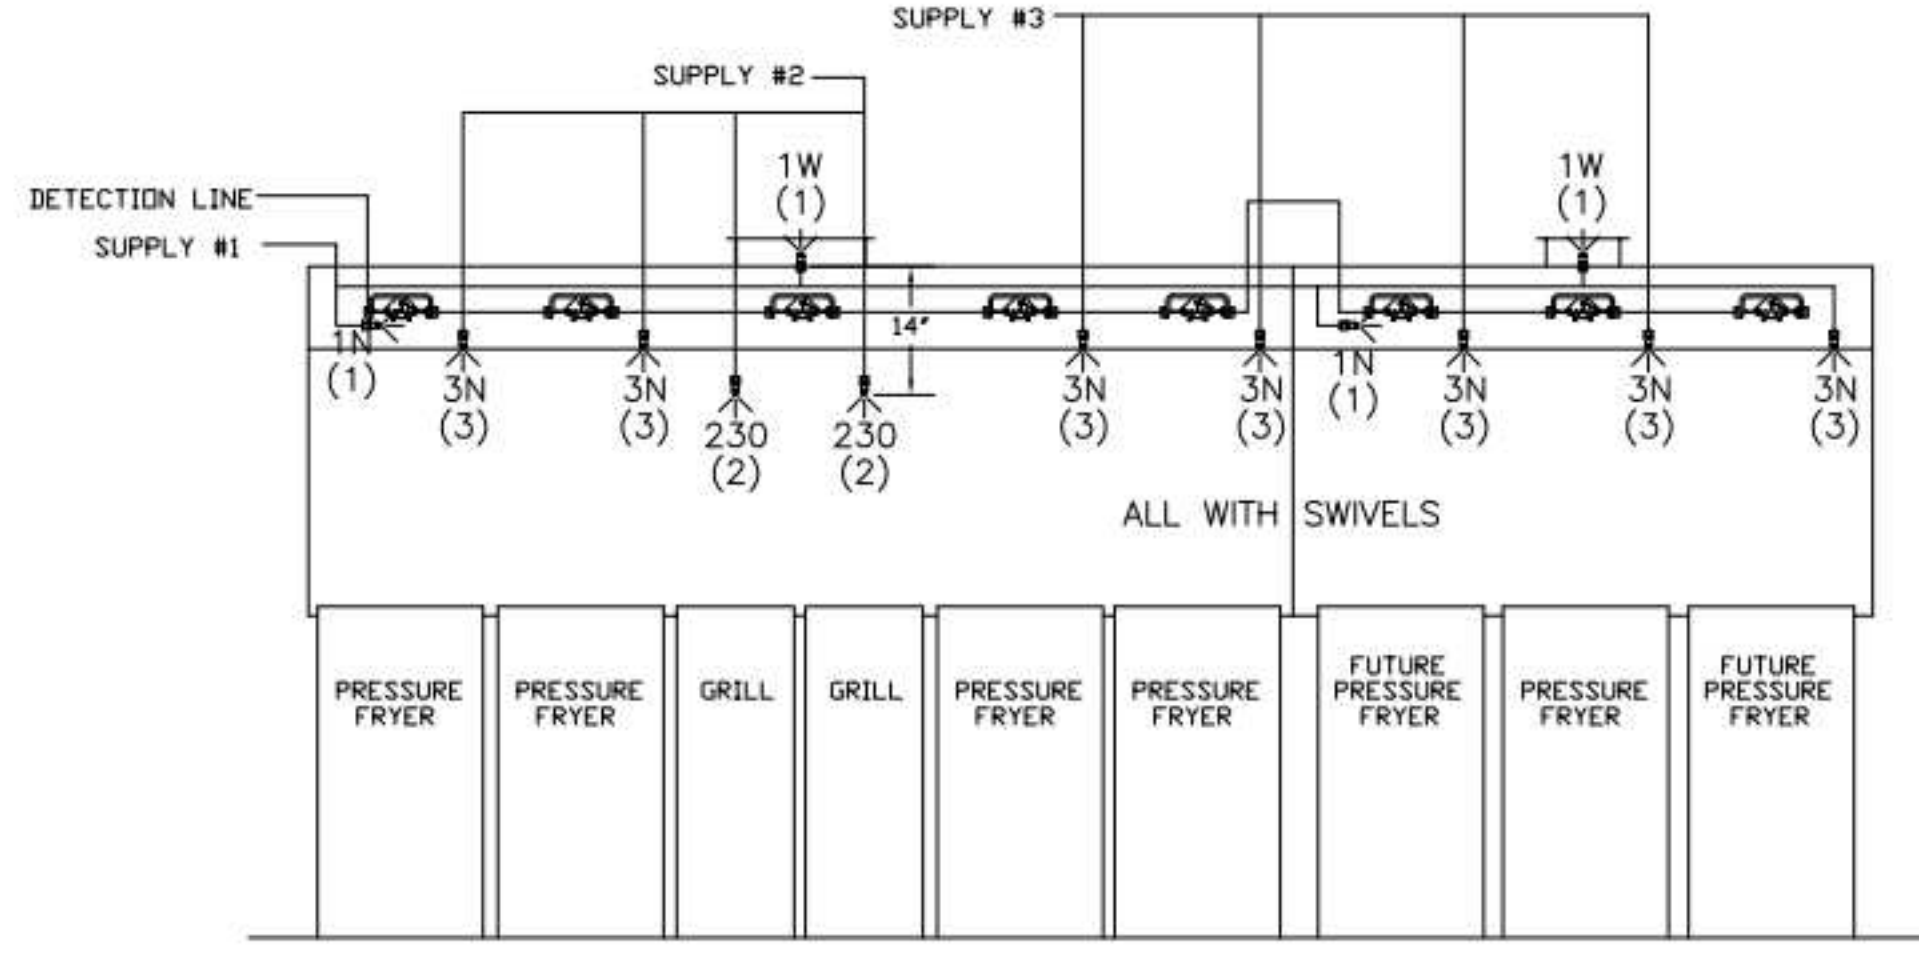 SUPPLY #3
SUPPLY #2
1W
(1)
1W
(1)
DETECTION LINE
SUPPLY #1
14"
1N
(1)
3N
(3)
3N
(3)
230
(2)
230
(2)
3N
(3)
3N
(3)
1N
(1)
3N
(3)
3N
(3)
3N
(3)
ALL WITH SWIVELS
PRESSURE
FRYER
PRESSURE
FRYER
GRILL
GRILL
PRESSURE
FRYER
PRESSURE
FRYER
FUTURE
PRESSURE
FRYER
PRESSURE
FRYER
FUTURE
PRESSURE
FRYER